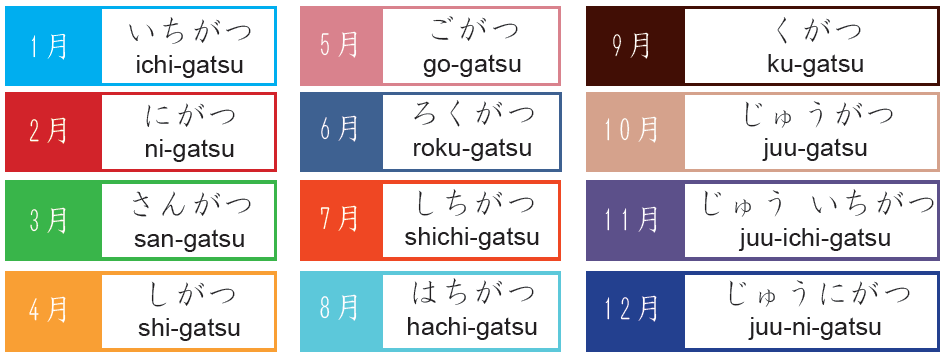 1月
いちがつ
ichi-gatsu
2月
にがつ
ni-gatsu
3月
さんがつ
san-gatsu
4月
しがつ
shi-gatsu
5月
ごがつ
go-gatsu
6月
ろくがつ
roku-gatsu
7月
しちがつ
shichi-gatsu
8月
はちがつ
hachi-gatsu
9月
くがつ
ku-gatsu
10月
じゅうがつ
juu-gatsu
11月
じゅう いちがつ
juu-ichi-gatsu
12月
じゅうにがつ
juu-ni-gatsu